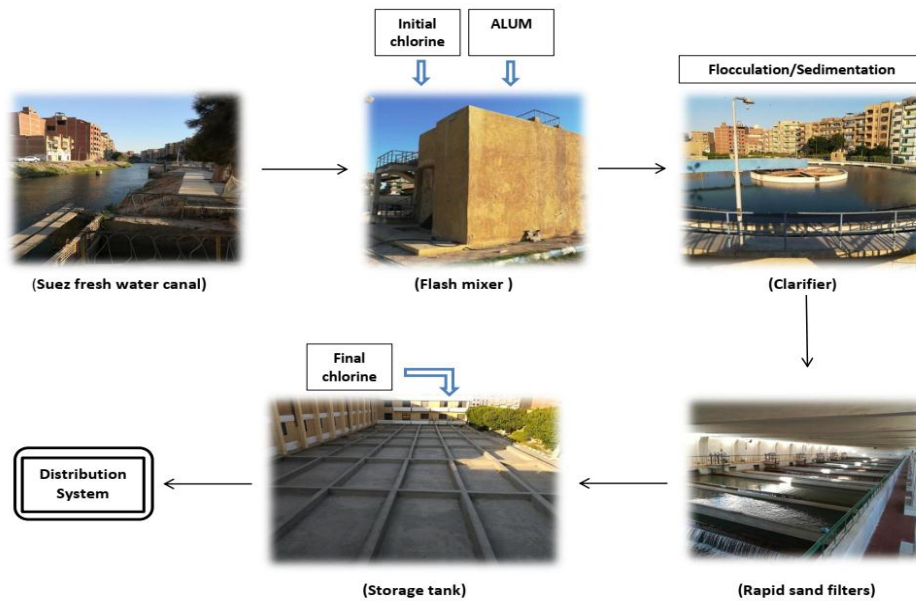 Initial
chlorine
ALUM
Flocculation/Sedimentation
(Suez fresh water canal)
(Flash mixer )
(Clarifier)
Final
chlorine
Distribution
System
(Storage tank)
(Rapid sand filters)